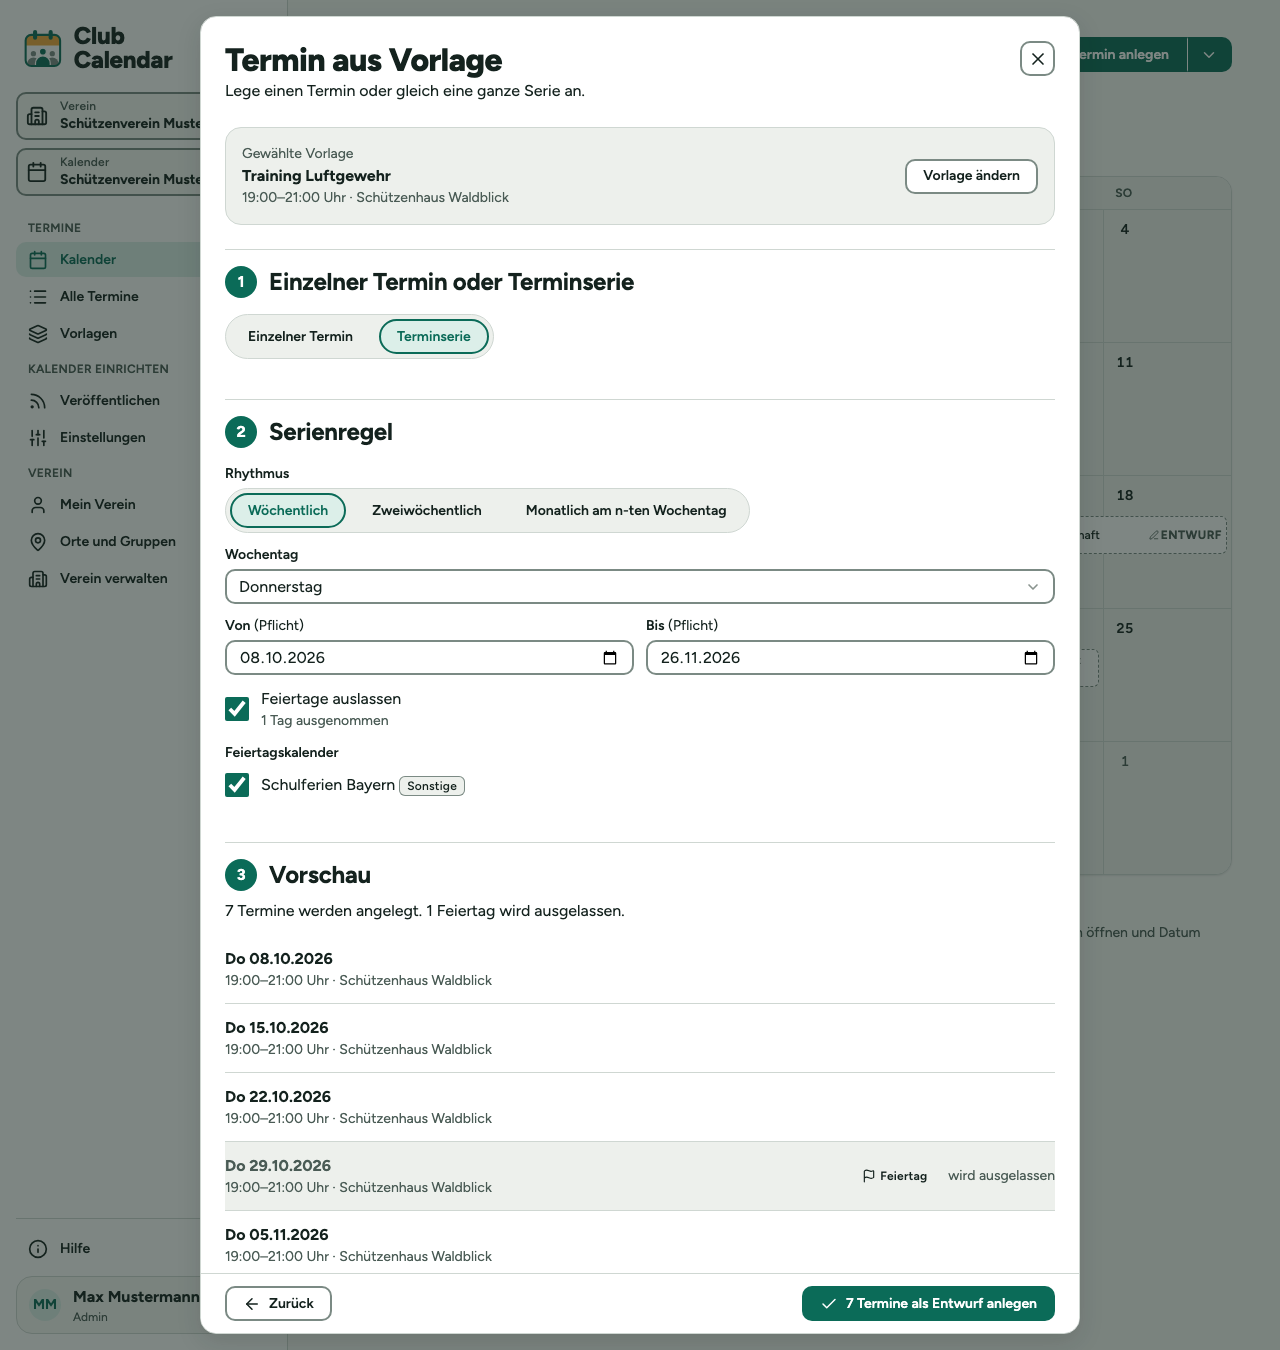 Club
Calendar
Verein
Schützenverein Muste
Kalender
Schützenverein Muste
TERMINE
Kalender
Alle Termine
Vorlagen
KALENDER EINRICHTEN
Veröffentlichen
Einstellungen
VEREIN
Mein Verein
Orte und Gruppen
Verein verwalten
Hilfe
MM
Max Mustermann
Admin
Termin aus Vorlage
Lege einen Termin oder gleich eine ganze Serie an.
Gewählte Vorlage
Training Luftgewehr
19:00–21:00 Uhr · Schützenhaus Waldblick
Vorlage ändern
1 Einzelner Termin oder Terminserie
Einzelner Termin Terminserie
2 Serienregel
Rhythmus
Wöchentlich Zweiwöchentlich Monatlich am n-ten Wochentag
Wochentag
Donnerstag
Von (Pflicht) Bis (Pflicht)
08.10.2026 26.11.2026
Feiertage auslassen
1 Tag ausgenommen
Feiertagskalender
Schulferien Bayern Sonstige
3 Vorschau
7 Termine werden angelegt. 1 Feiertag wird ausgelassen.
Do 08.10.2026
19:00–21:00 Uhr · Schützenhaus Waldblick
Do 15.10.2026
19:00–21:00 Uhr · Schützenhaus Waldblick
Do 22.10.2026
19:00–21:00 Uhr · Schützenhaus Waldblick
Do 29.10.2026
19:00–21:00 Uhr · Schützenhaus Waldblick
Feiertag wird ausgelassen
Do 05.11.2026
19:00–21:00 Uhr · Schützenhaus Waldblick
Zurück
7 Termine als Entwurf anlegen
ermin anlegen
SO
4
11
18
haft ENTWURF
25
1
n öffnen und Datum